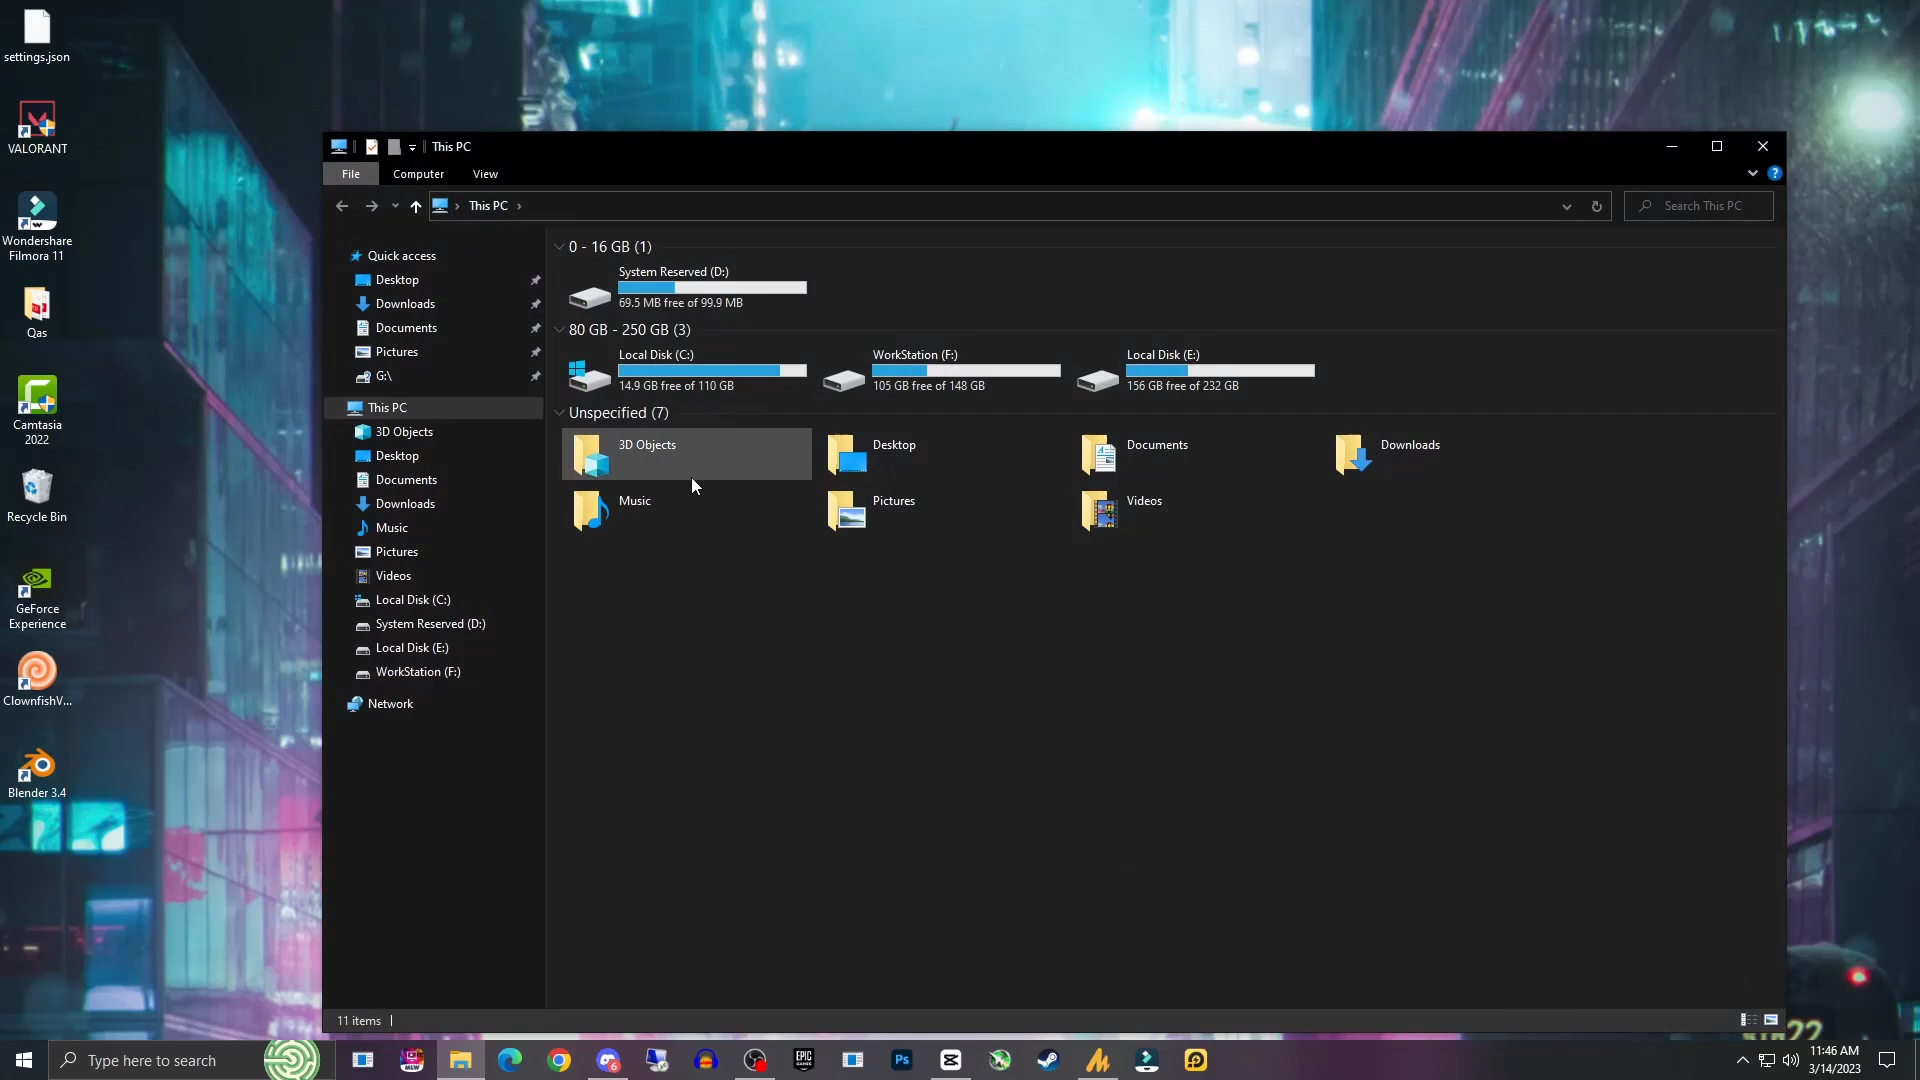 settings.json
VALORANT
Wondershare
Filmora 11
Qas
Camtasia
2022
Recycle Bin
GeForce
Experience
ClownfishV...
Blender 3.4
This PC
File
Computer
View
This PC
Search This PC
Quick access
Desktop
Downloads
Documents
Pictures
G:\
This PC
3D Objects
Desktop
Documents
Downloads
Music
Pictures
Videos
Local Disk (C:)
System Reserved (D:)
Local Disk (E:)
WorkStation (F:)
Network
0 - 16 GB (1)
System Reserved (D:)
69.5 MB free of 99.9 MB
80 GB - 250 GB (3)
Local Disk (C:)
14.9 GB free of 110 GB
WorkStation (F:)
105 GB free of 148 GB
Local Disk (E:)
156 GB free of 232 GB
Unspecified (7)
3D Objects
Desktop
Documents
Downloads
Music
Pictures
Videos
11 items
Type here to search
MLW
6
EPIC
GAMES
Ps
11:46 AM
3/14/2023